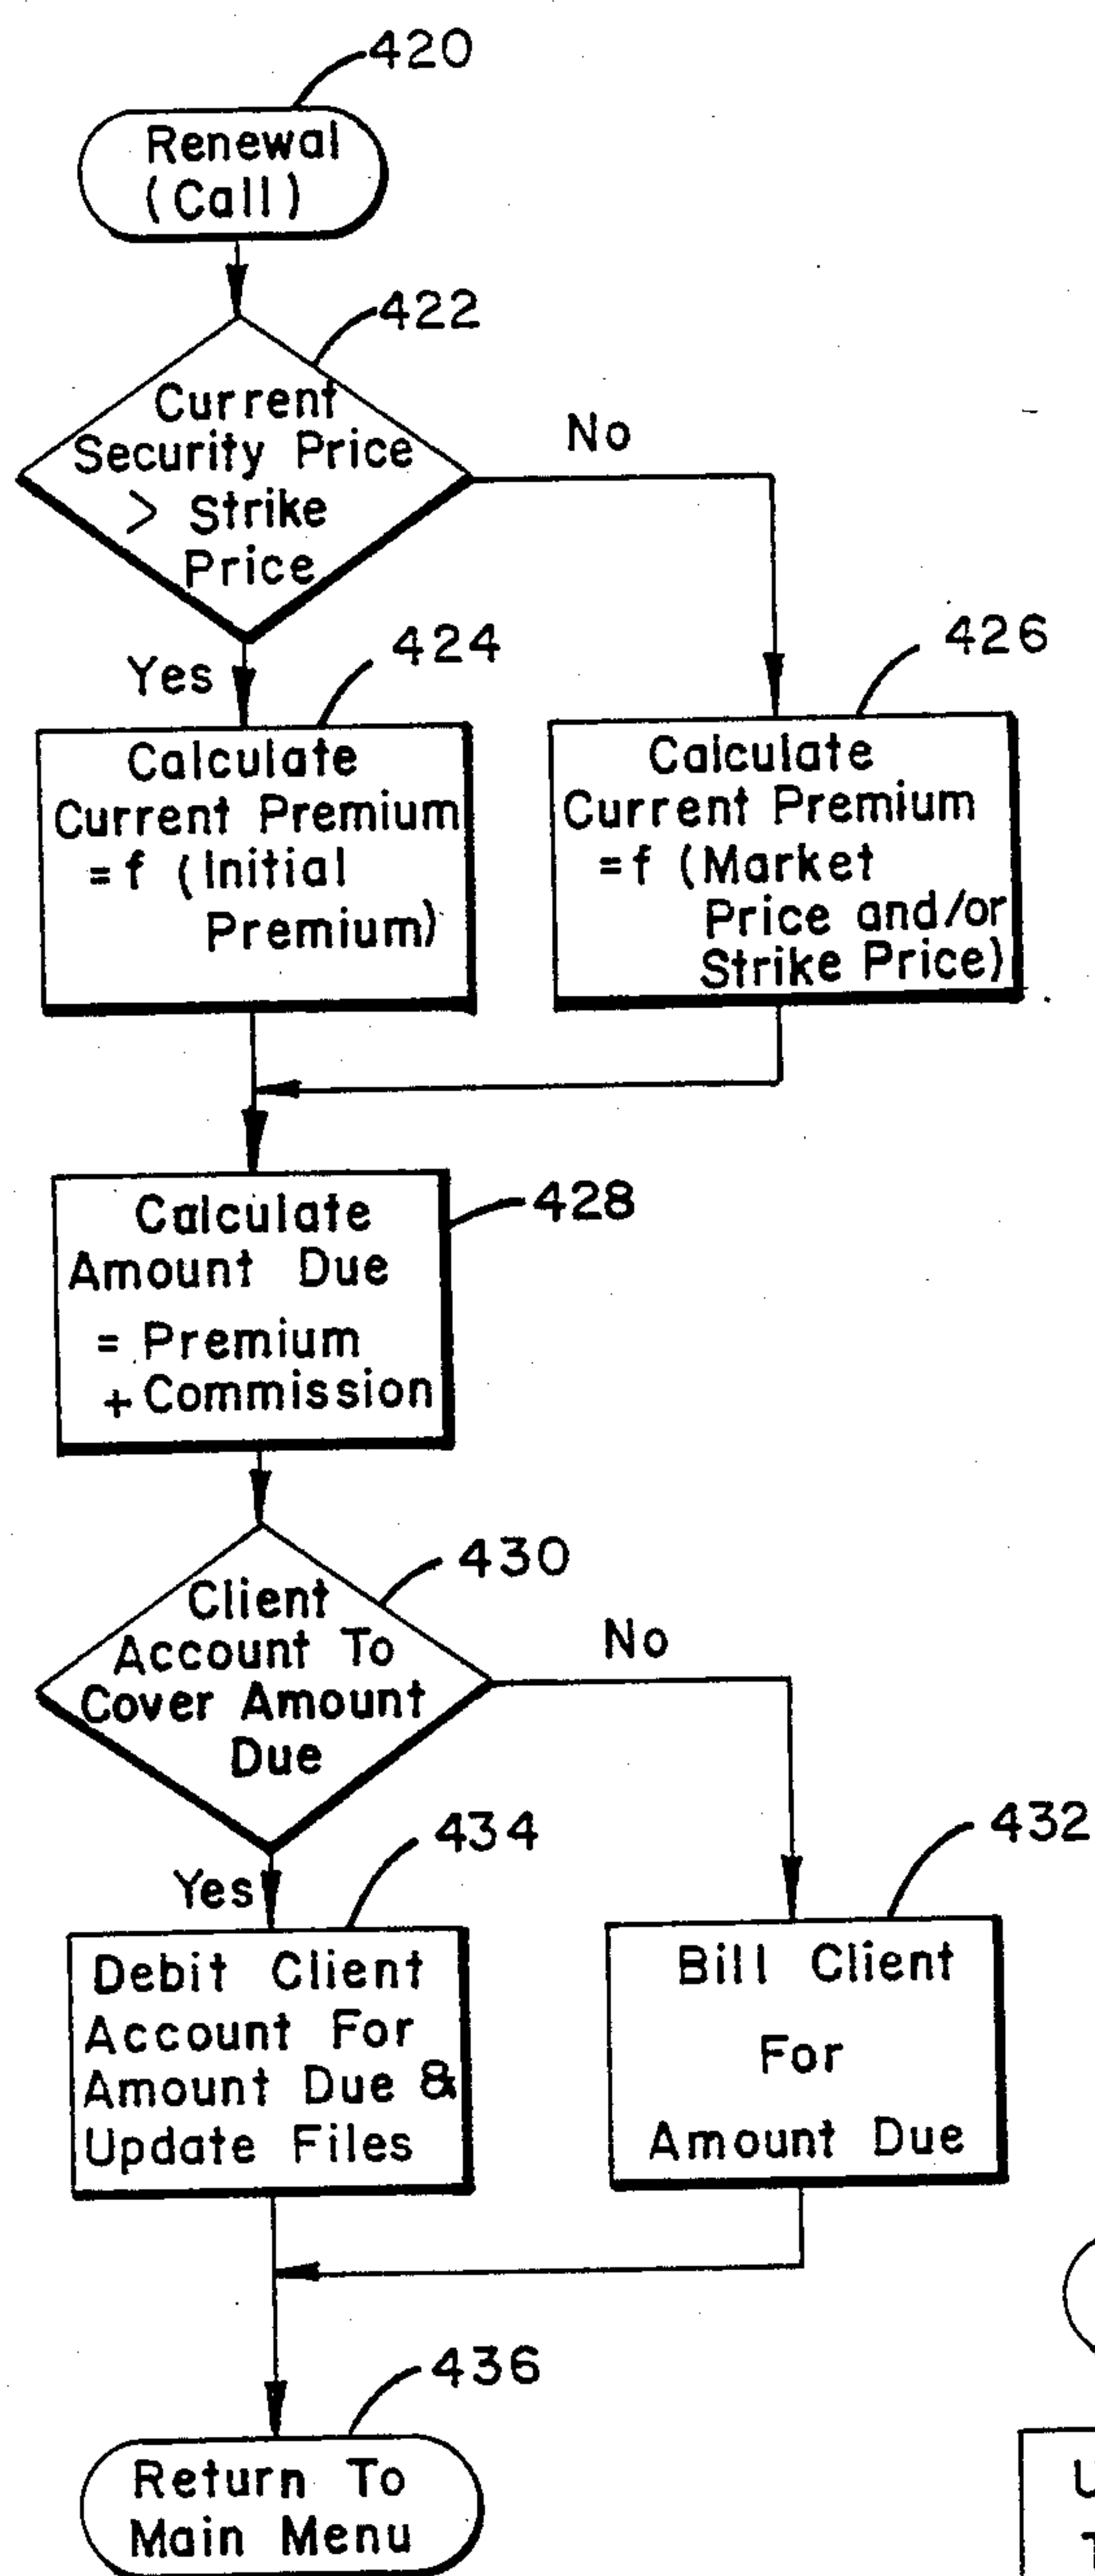 420
Renewal
(Call)
422
Current
Security Price
> Strike
Price
No
Yes
424
426
Calculate
Current Premium
= f (Initial
Premium)
Calculate
Current Premium
= f (Market
Price and/or
Strike Price)
428
Calculate
Amount Due
= Premium
+ Commission
430
Client
Account To
Cover Amount
Due
No
Yes
434
432
Debit Client
Account For
Amount Due &
Update Files
Bill Client
For
Amount Due
436
Return To
Main Menu